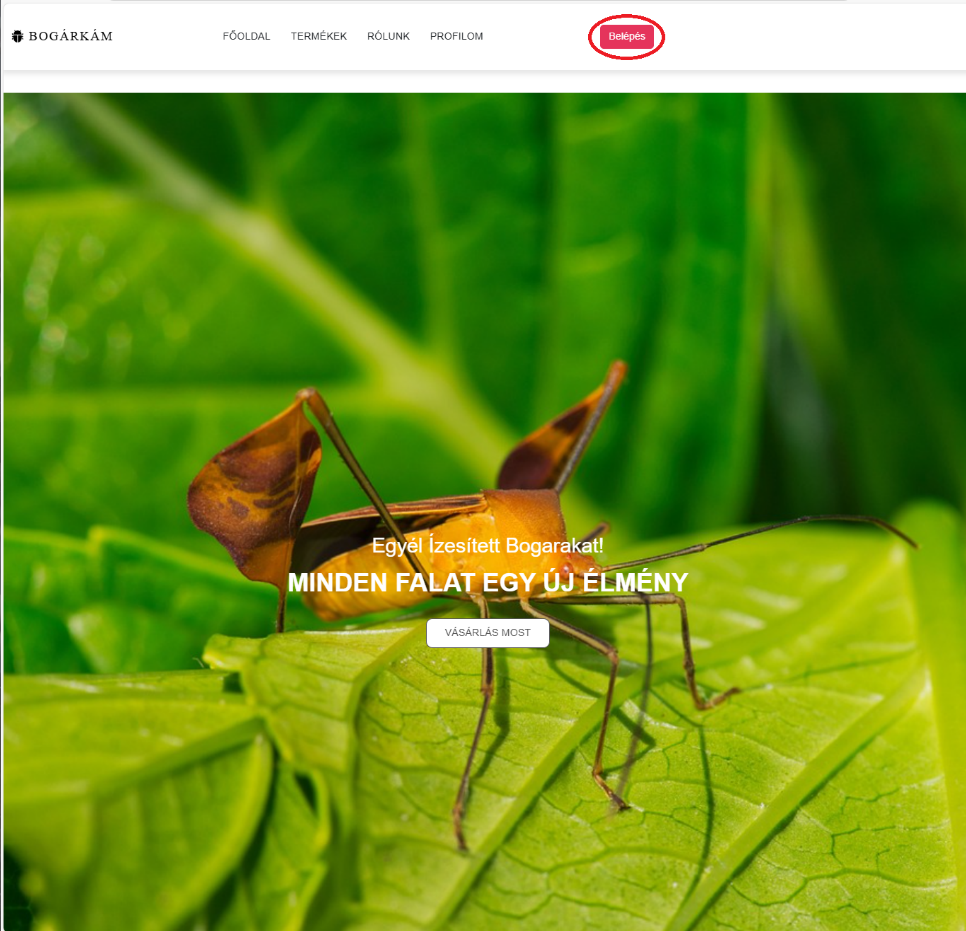 BOGÁRKÁM
FŐOLDAL TERMÉKEK RÓLUNK PROFILOM Belépés
Egyél Ízesített Bogarakat!
MINDEN FALAT EGY ÚJ ÉLMÉNY
VÁSÁRLÁS MOST